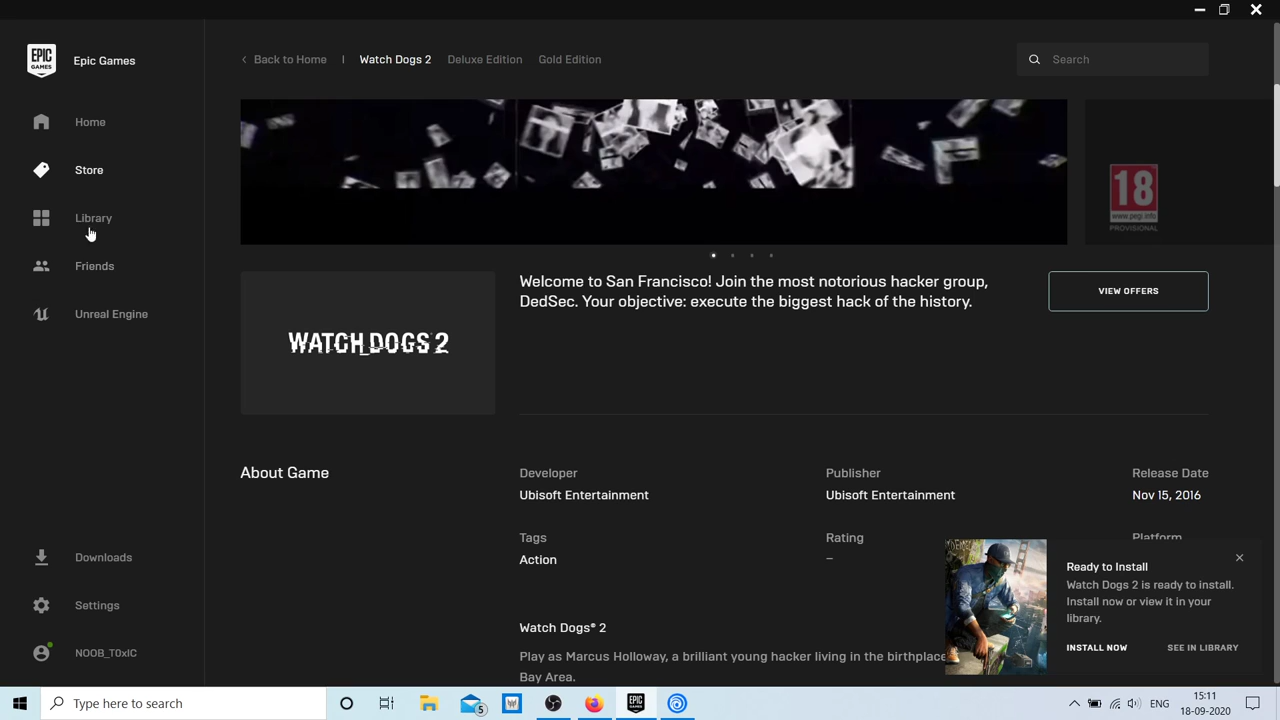 EPIC
GAMES
Epic Games
Home
Store
Library
Friends
Unreal Engine
Downloads
Settings
NOOB_T0xIC
Back to Home | Watch Dogs 2 Deluxe Edition Gold Edition
Search
18
www.pegi.info
PROVISIONAL
WATCH_DOGS 2
Welcome to San Francisco! Join the most notorious hacker group,
DedSec. Your objective: execute the biggest hack of the history.
VIEW OFFERS
About Game
Developer
Ubisoft Entertainment
Publisher
Ubisoft Entertainment
Release Date
Nov 15, 2016
Tags
Action
Rating
–
Platform
Watch Dogs® 2
Play as Marcus Holloway, a brilliant young hacker living in the birthplace
Bay Area.
Ready to Install
Watch Dogs 2 is ready to install.
Install now or view it in your
library.
INSTALL NOW SEE IN LIBRARY
Type here to search
5
EPIC
GAMES
ENG
15:11
18-09-2020